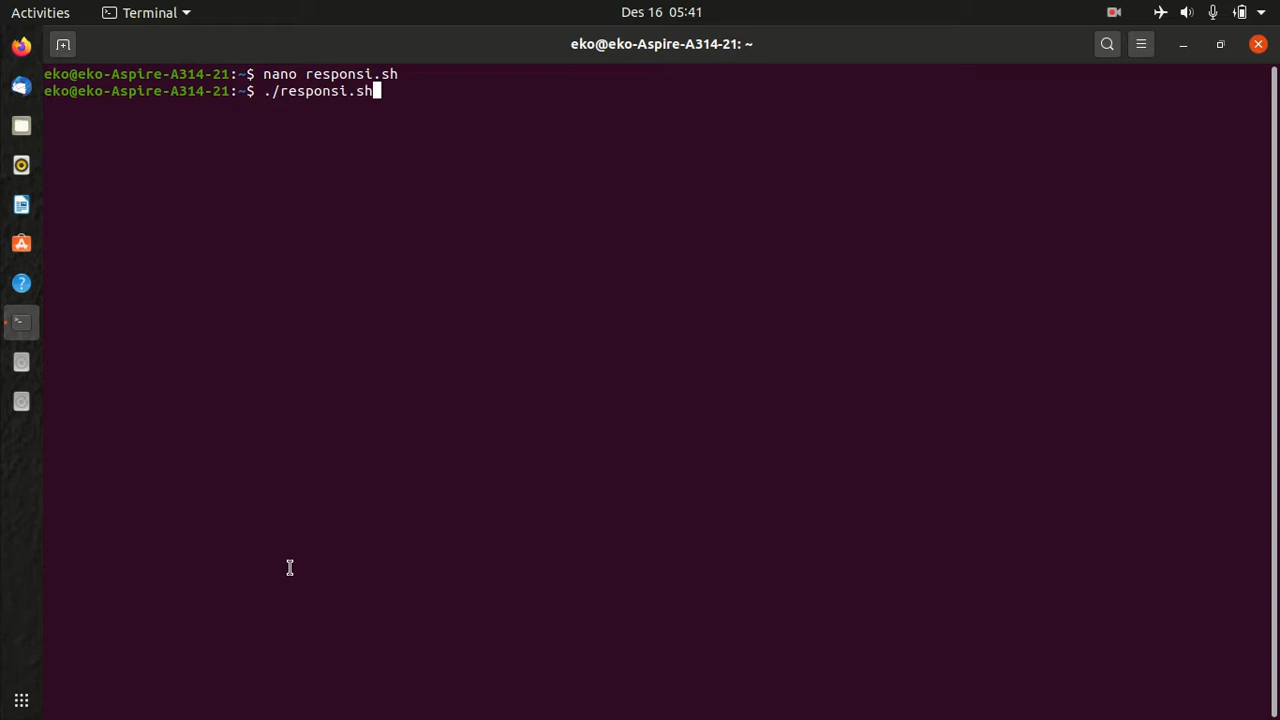 Activities
Terminal
Des 16 05:41
eko@eko-Aspire-A314-21: ~
eko@eko-Aspire-A314-21:~$ nano responsi.sh
eko@eko-Aspire-A314-21:~$ ./responsi.sh